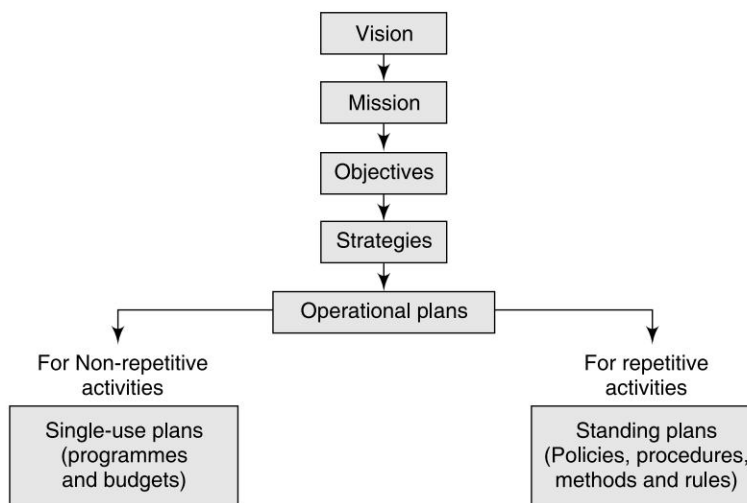 Vision
Mission
Objectives
Strategies
Operational plans
For Non-repetitive
activities
Single-use plans
(programmes
and budgets)
For repetitive
activities
Standing plans
(Policies, procedures,
methods and rules)